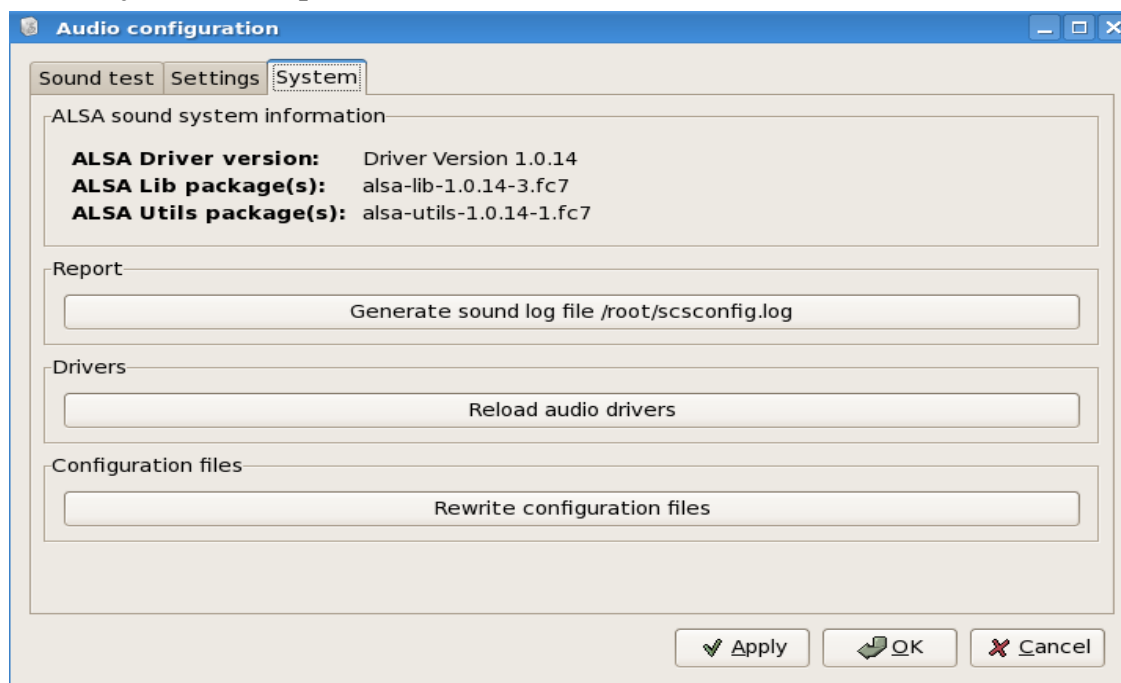 Audio configuration
Sound test Settings System
ALSA sound system information
ALSA Driver version: Driver Version 1.0.14
ALSA Lib package(s): alsa-lib-1.0.14-3.fc7
ALSA Utils package(s): alsa-utils-1.0.14-1.fc7
Report
Generate sound log file /root/scsconfig.log
Drivers
Reload audio drivers
Configuration files
Rewrite configuration files
Apply OK Cancel